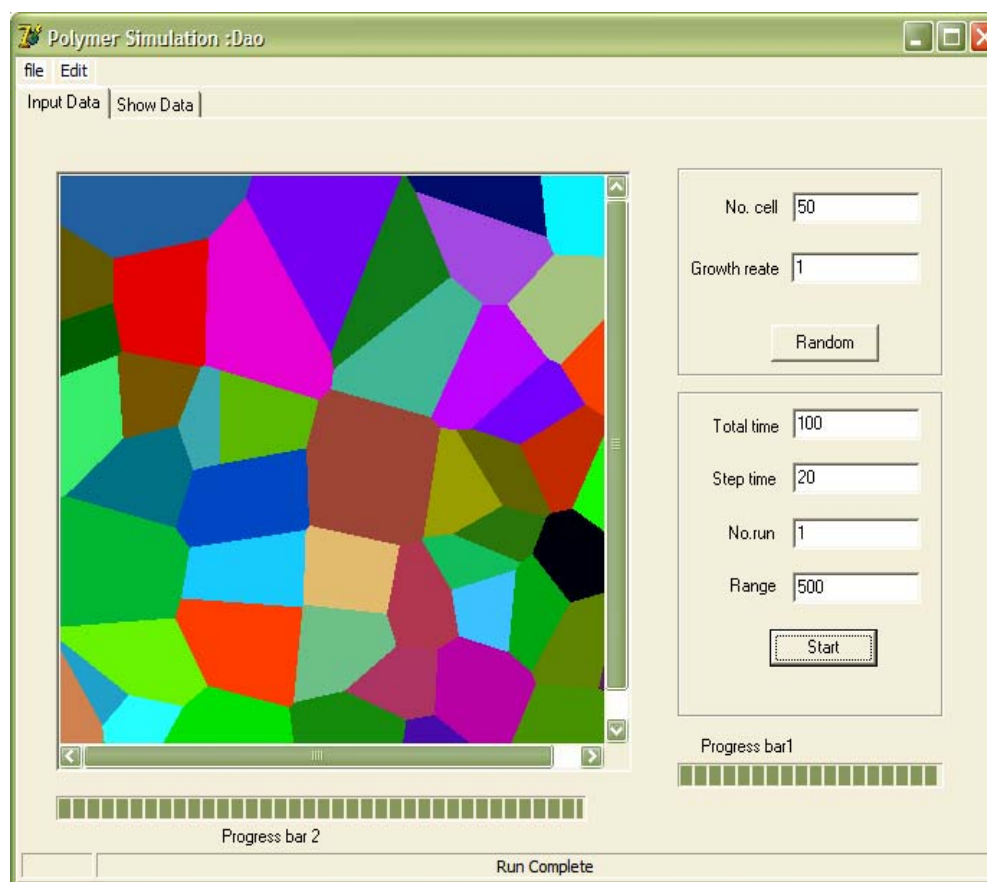 Polymer Simulation :Dao
file Edit
Input Data Show Data
No. cell 50
Growth reate 1
Random
Total time 100
Step time 20
No.run 1
Range 500
Start
Progress bar1
Progress bar 2
Run Complete